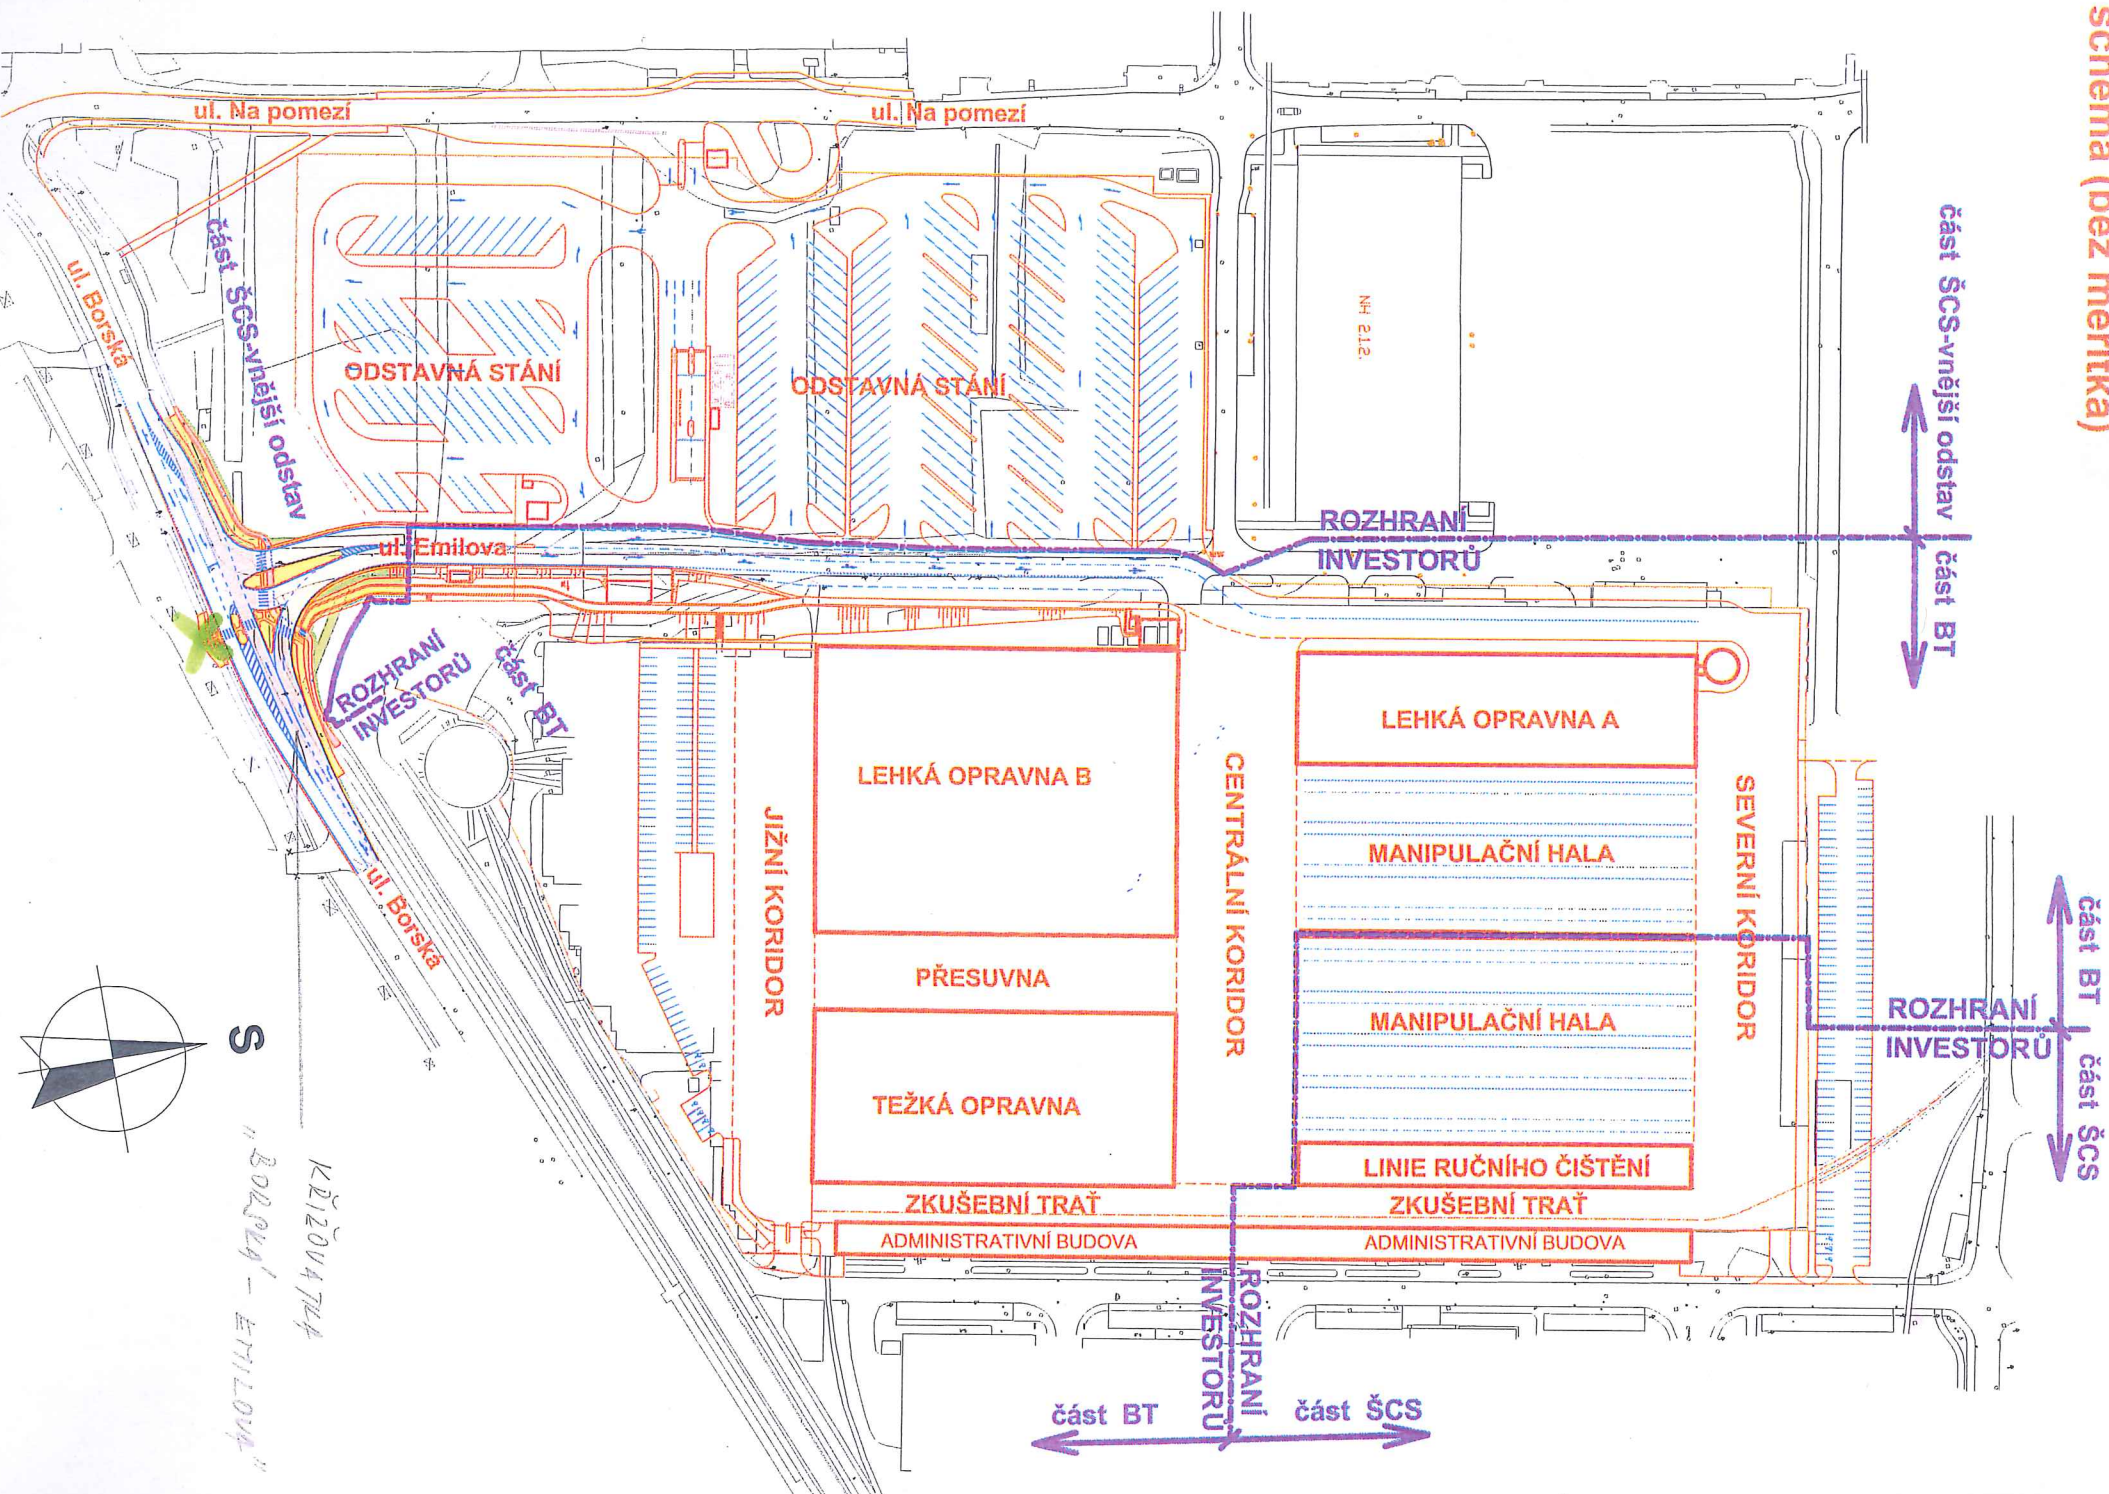 schéma (bez měřítka)
ul. Na pomezí
ul. Na pomezí
část ŠCS-vnější odstav
část BT
část ŠCS-vnější odstav
ul. Borská
NH 212.
ODSTAVNÁ STÁNÍ
ODSTAVNÁ STÁNÍ
ROZHRANÍ
INVESTORŮ
ul. Emilova
ROZHRANÍ
INVESTORŮ
část BT
LEHKÁ OPRAVNA A
LEHKÁ OPRAVNA B
CENTRÁLNÍ KORIDOR
SEVERNÍ KORIDOR
JIŽNÍ KORIDOR
MANIPULAČNÍ HALA
ul. Borská
PŘESUVNA
část BT
část ŠCS
ROZHRANÍ
INVESTORŮ
MANIPULAČNÍ HALA
S
TEŽKÁ OPRAVNA
LINIE RUČNÍHO ČIŠTĚNÍ
ZKUŠEBNÍ TRAŤ
ZKUŠEBNÍ TRAŤ
ADMINISTRATIVNÍ BUDOVA
ADMINISTRATIVNÍ BUDOVA
ROZHRANÍ
INVESTORŮ
část BT
část ŠCS
KŘIŽOVATKA
"BORSKÁ - EMILOVA"